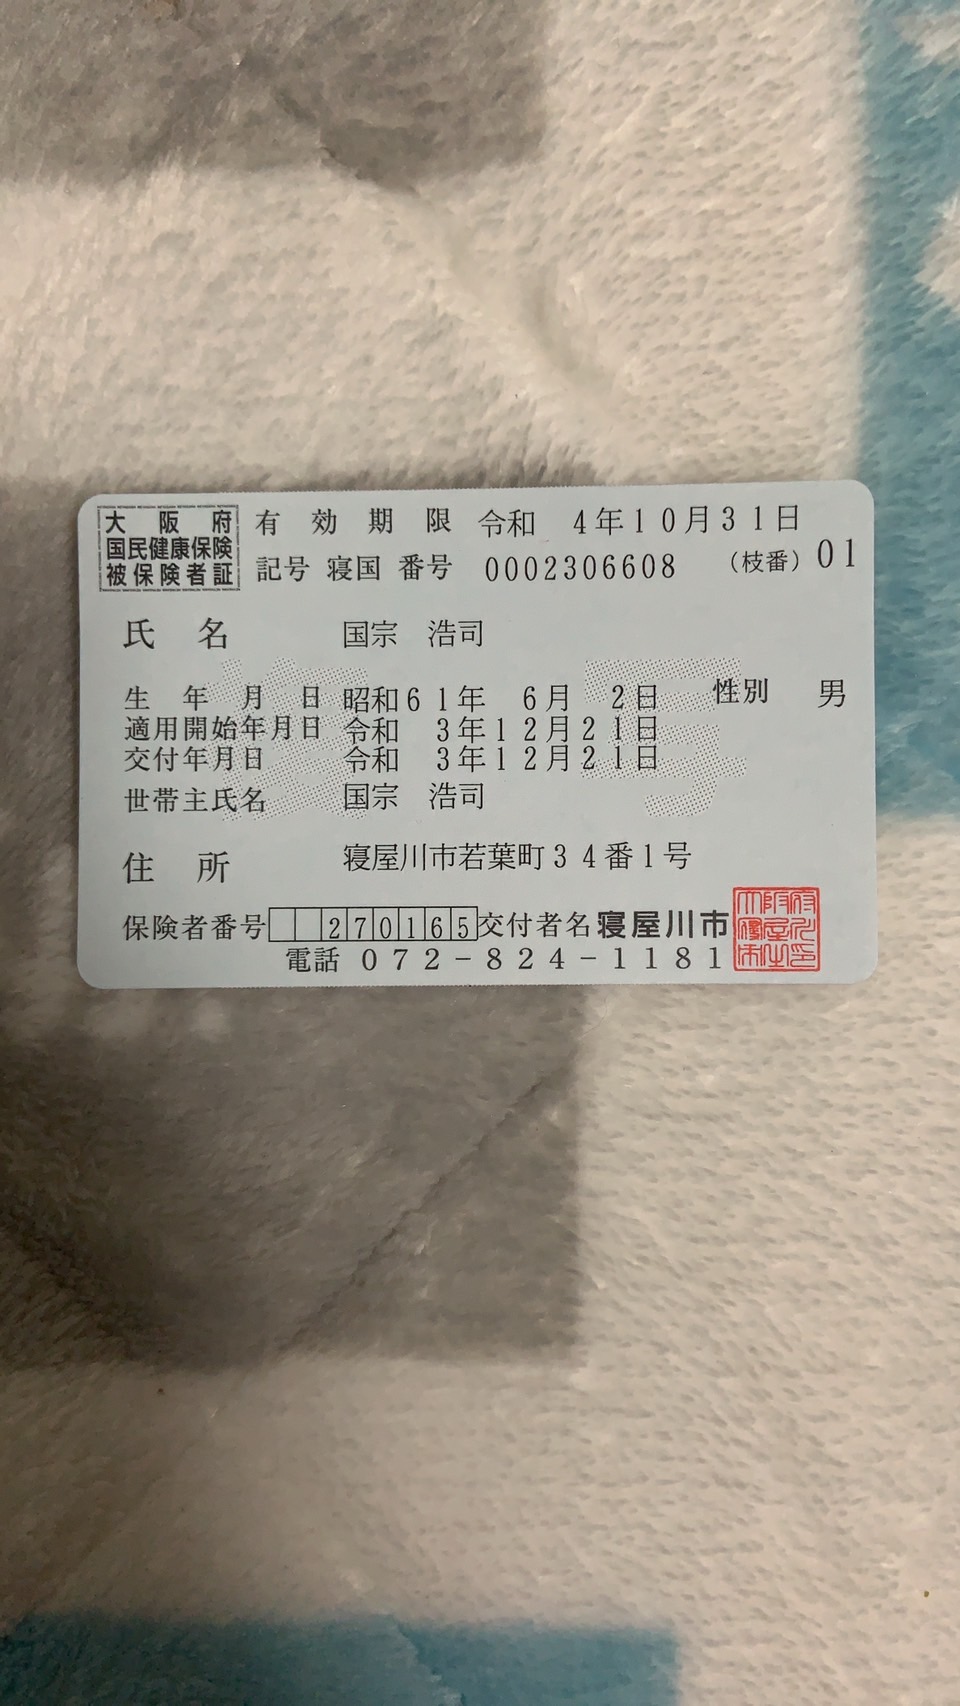 大阪府
国民健康保険
被保険者証
有効期限 令和 4年10月31日
記号 寝国 番号 0002306608 (枝番) 01
氏名 国宗 浩司
生年月日 昭和61年 6月 2日 性別 男
適用開始年月日 令和 3年12月21日
交付年月日 令和 3年12月21日
世帯主氏名 国宗 浩司
住所 寝屋川市若葉町34番1号
保険者番号 270165 交付者名 寝屋川市
電話 072-824-1181